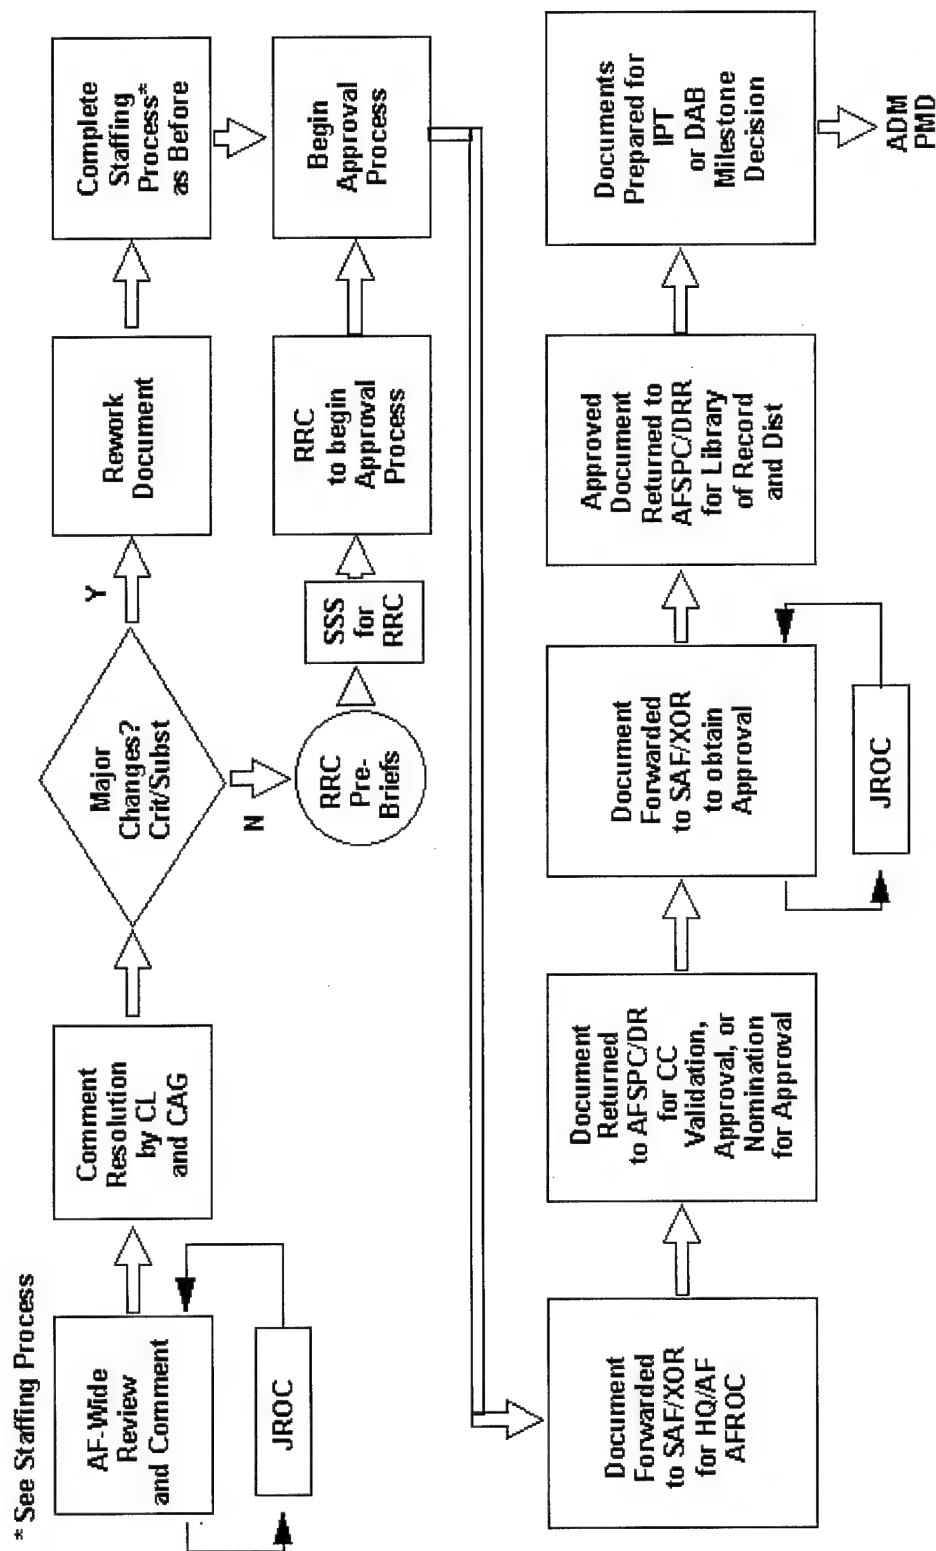 * See Staffing Process
AF-Wide
Review
and Comment
JROC
Comment
Resolution
by CL
and CAG
Major
Changes?
Crit/Subst
Y
N
Rework
Document
Complete
Staffing
Process*
as Before
RRC
Pre-
Briefs
SSS
for
RRC
RRC
to begin
Approval
Process
Begin
Approval
Process
Document
Forwarded
to SAF/XOR
for HQ/AF
AFROC
Document
Returned
to AFSPC/DR
for CC
Validation,
Approval, or
Nomination
for Approval
Document
Forwarded
to SAF/XOR
to obtain
Approval
JROC
Approved
Document
Returned to
AFSPC/DRR
for Library
of Record
and Dist
Documents
Prepared for
IPT
or DAB
Milestone
Decision
ADM
PMD